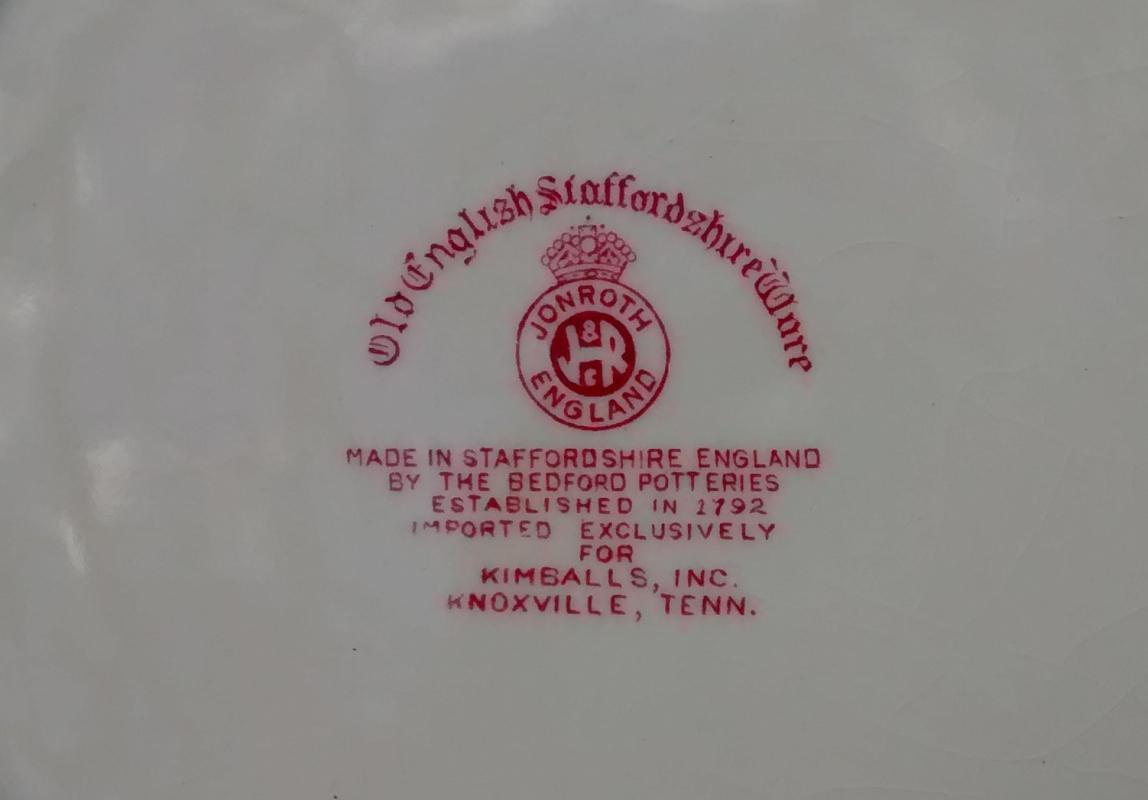 Old English Staffordshire Ware
JONROTH
J&R
ENGLAND
MADE IN STAFFORDSHIRE ENGLAND
BY THE BEDFORD POTTERIES
ESTABLISHED IN 1792
IMPORTED EXCLUSIVELY
FOR
KIMBALLS, INC.
KNOXVILLE, TENN.